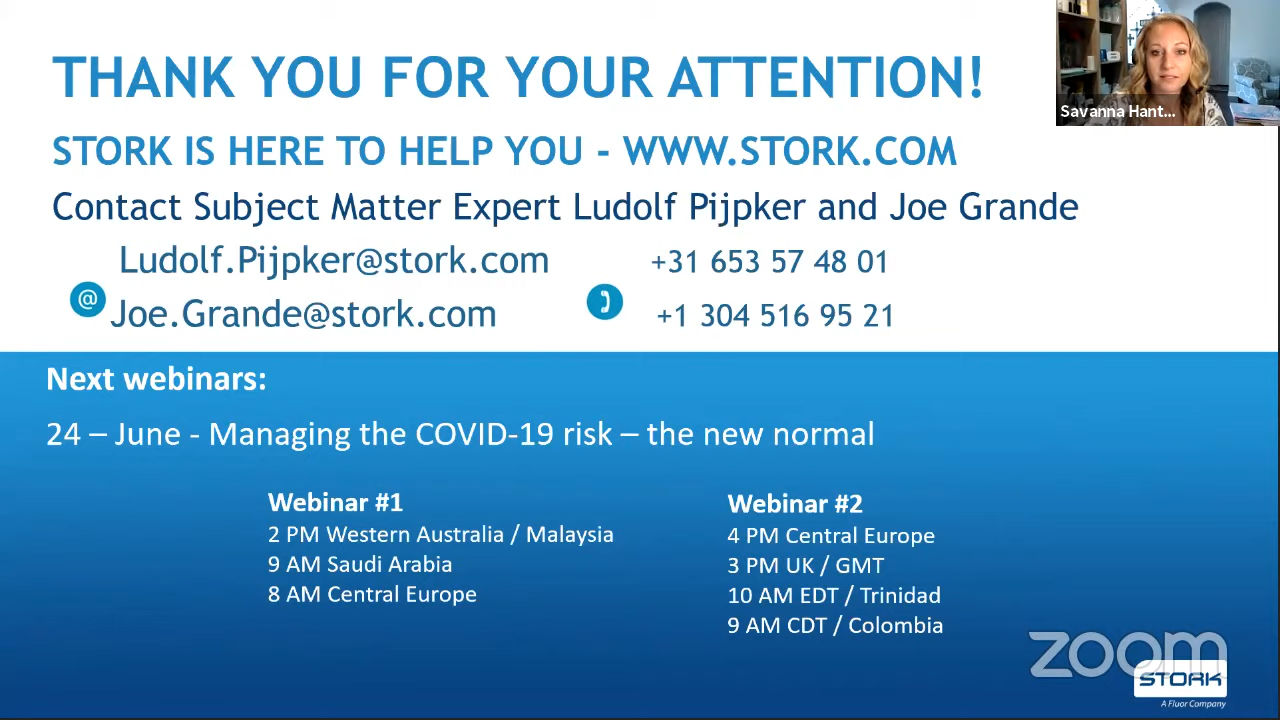 THANK YOU FOR YOUR ATTENTION!
Savanna Hant...
STORK IS HERE TO HELP YOU - WWW.STORK.COM
Contact Subject Matter Expert Ludolf Pijpker and Joe Grande
Ludolf.Pijpker@stork.com
+31 653 57 48 01
@
Joe.Grande@stork.com
+1 304 516 95 21
Next webinars:
24 – June - Managing the COVID-19 risk – the new normal
Webinar #1
2 PM Western Australia / Malaysia
9 AM Saudi Arabia
8 AM Central Europe
Webinar #2
4 PM Central Europe
3 PM UK / GMT
10 AM EDT / Trinidad
9 AM CDT / Colombia
zoom
STORK
A Fluor Company